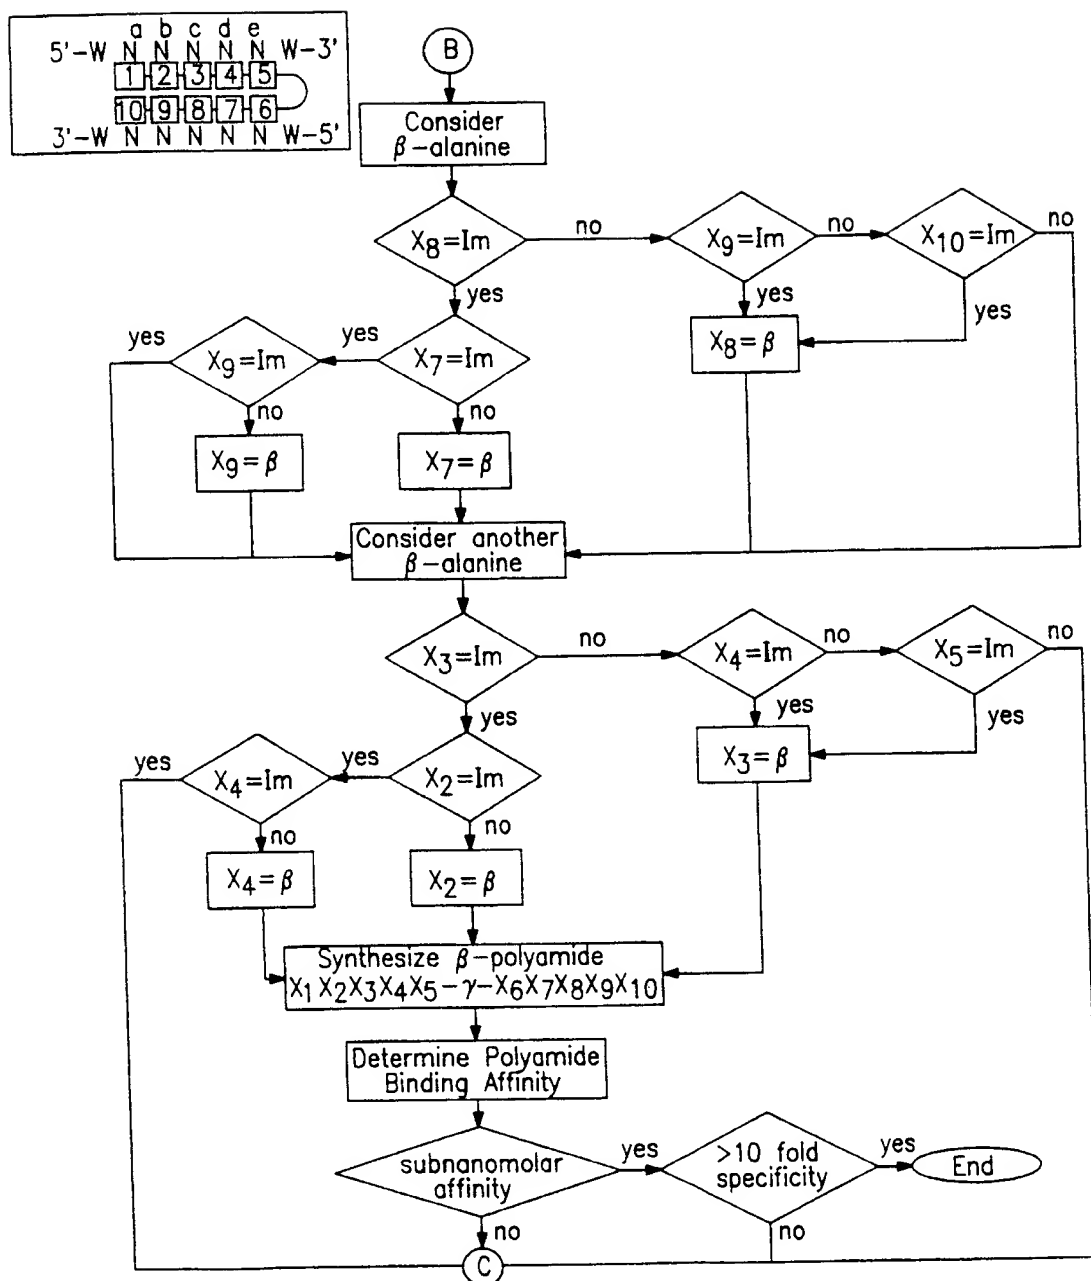 a b c d e
5'-W N N N N N W-3'
1 2 3 4 5
10 9 8 7 6
3'-W N N N N N W-5'
B
Consider
β-alanine
X8=Im
no
X9=Im
no
X10=Im
no
yes
yes
yes
X8=β
yes
X9=Im
yes
X7=Im
no
no
X9=β
X7=β
Consider another
β-alanine
X3=Im
no
X4=Im
no
X5=Im
no
yes
yes
yes
X3=β
yes
X4=Im
yes
X2=Im
no
no
X4=β
X2=β
Synthesize β-polyamide
X1X2X3X4X5-γ-X6X7X8X9X10
Determine Polyamide
Binding Affinity
subnanomolar
affinity
yes
>10 fold
specificity
yes
End
no
no
C